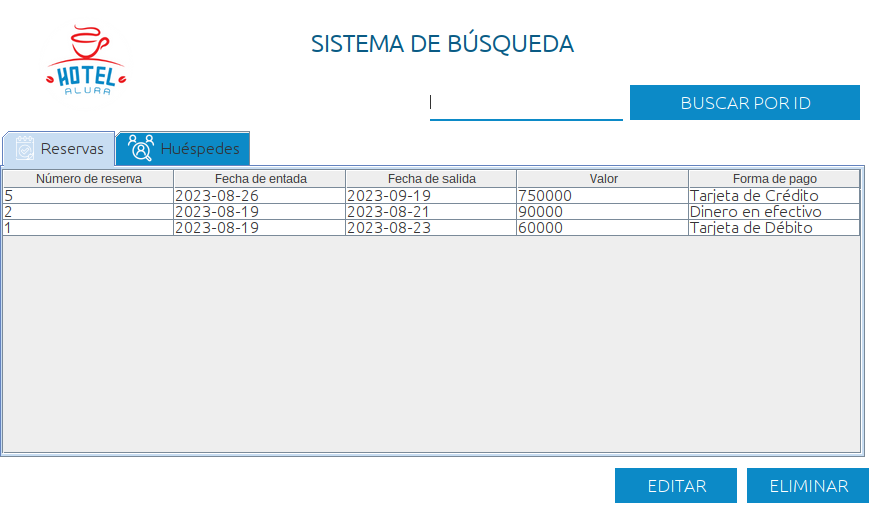 HOTEL
ALURA
SISTEMA DE BÚSQUEDA
BUSCAR POR ID
Reservas Huéspedes
Número de reserva Fecha de entada Fecha de salida Valor Forma de pago
5 2023-08-26 2023-09-19 750000 Tarjeta de Crédito
2 2023-08-19 2023-08-21 90000 Dinero en efectivo
1 2023-08-19 2023-08-23 60000 Tarjeta de Débito
EDITAR ELIMINAR